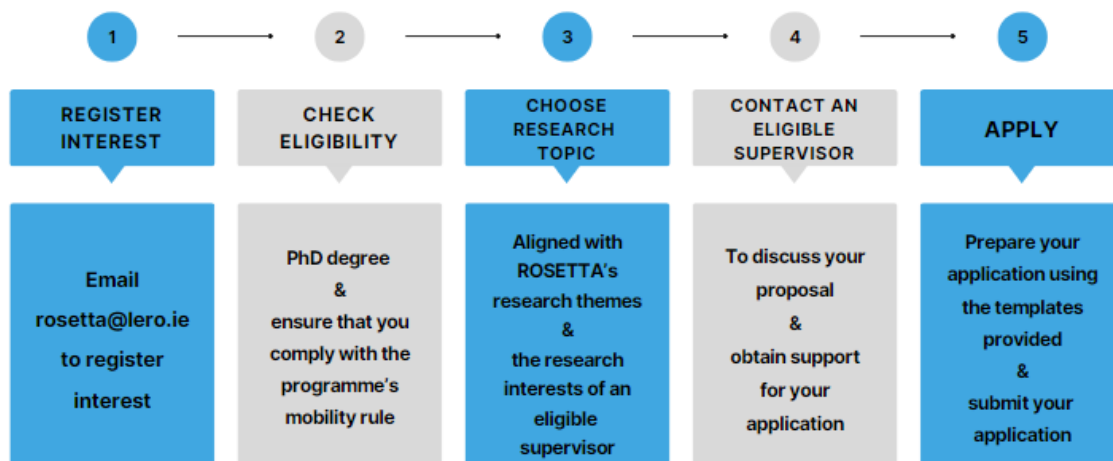 1
2
3
4
5
REGISTER
INTEREST
CHECK
ELIGIBILITY
CHOOSE
RESEARCH
TOPIC
CONTACT AN
ELIGIBLE
SUPERVISOR
APPLY
Email
rosetta@lero.ie
to register
interest
PhD degree
&
ensure that you
comply with the
programme's
mobility rule
Aligned with
ROSETTA's
research themes
&
the research
interests of an
eligible
supervisor
To discuss your
proposal
&
obtain support
for your
application
Prepare your
application using
the templates
provided
&
submit your
application